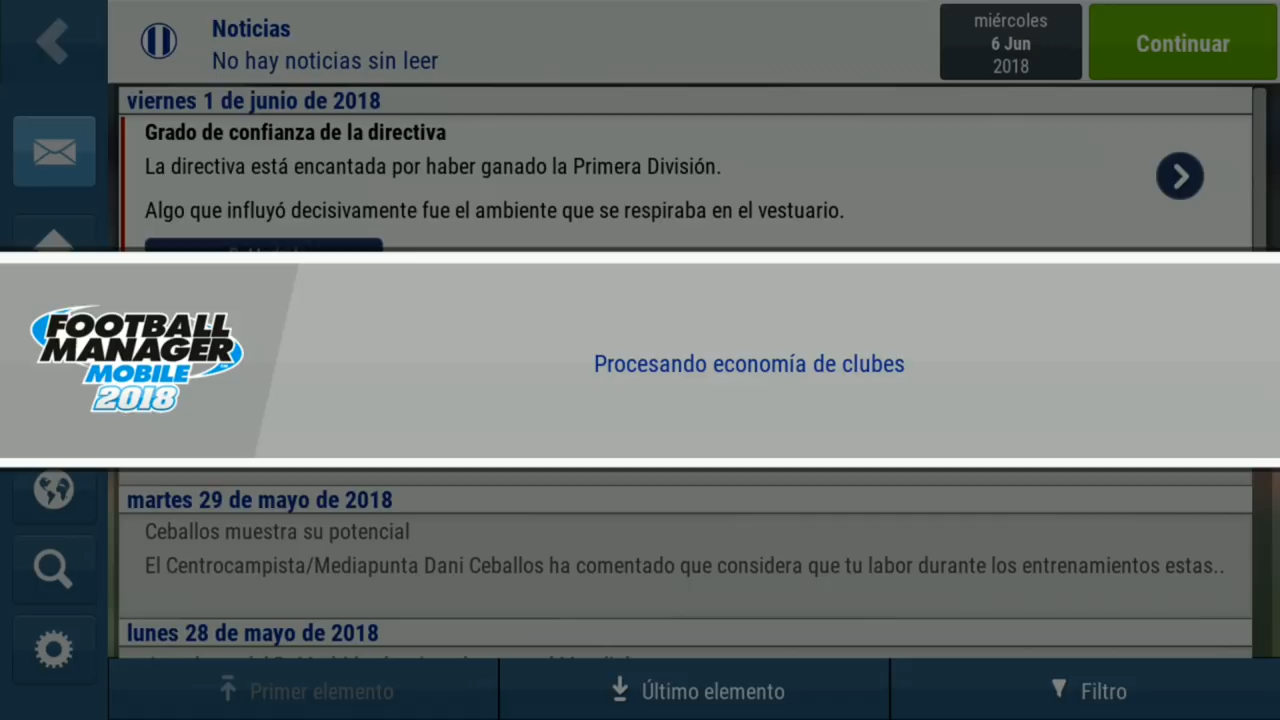 Noticias
No hay noticias sin leer
miércoles
6 Jun
2018
Continuar
viernes 1 de junio de 2018
Grado de confianza de la directiva
La directiva está encantada por haber ganado la Primera División.
Algo que influyó decisivamente fue el ambiente que se respiraba en el vestuario.
FOOTBALL
MANAGER
MOBILE
2018
Procesando economía de clubes
martes 29 de mayo de 2018
Ceballos muestra su potencial
El Centrocampista/Mediapunta Dani Ceballos ha comentado que considera que tu labor durante los entrenamientos estas..
lunes 28 de mayo de 2018
Primer elemento
Último elemento
Filtro